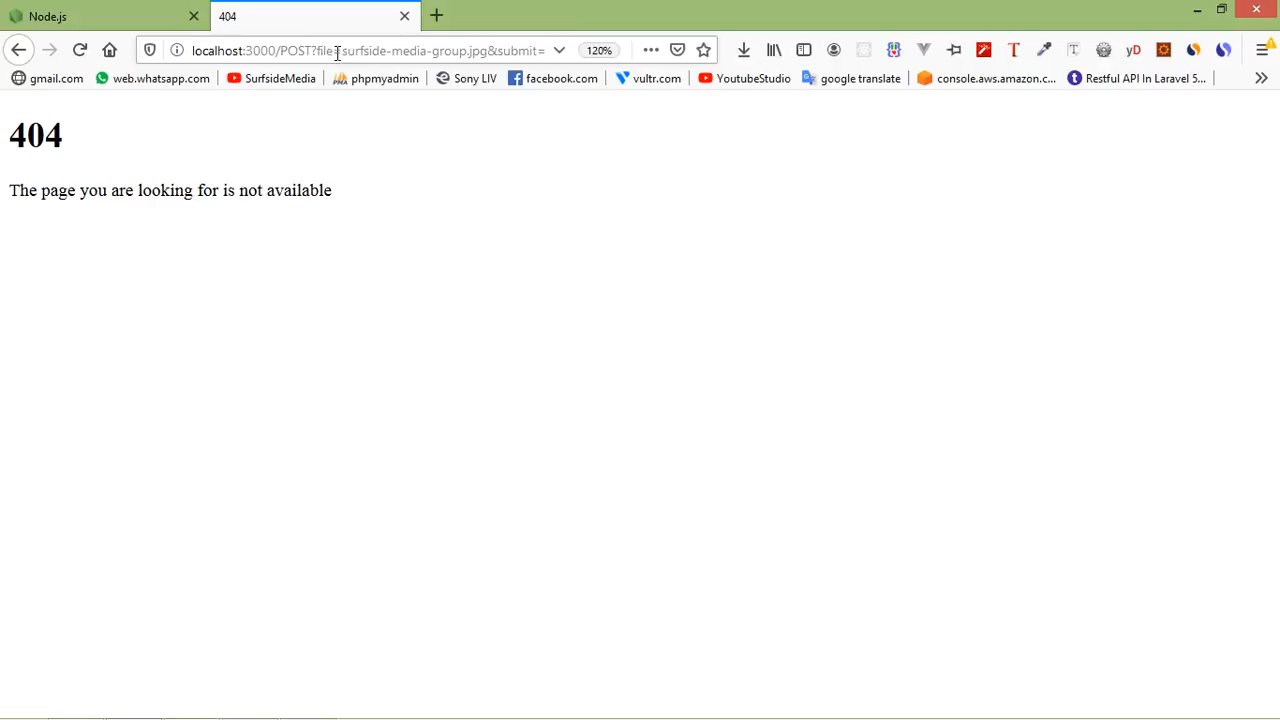 Node.js
404
localhost:3000/POST?file=surfside-media-group.jpg&submit=
120%
gmail.com
web.whatsapp.com
SurfsideMedia
phpmyadmin
Sony LIV
facebook.com
vultr.com
YoutubeStudio
google translate
console.aws.amazon.c...
Restful API In Laravel 5...
404
The page you are looking for is not available